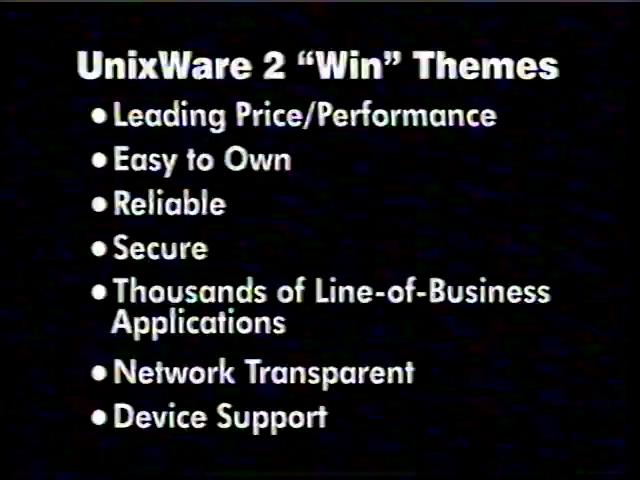 UnixWare 2 “Win” Themes
• Leading Price/Performance
• Easy to Own
• Reliable
• Secure
• Thousands of Line-of-Business
Applications
• Network Transparent
• Device Support